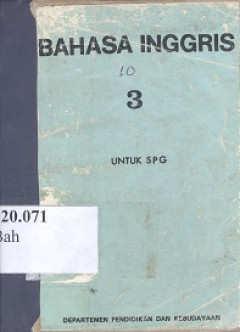 BAHASA INGGRIS
10
3
UNTUK SPG
20.071
Bah
DEPARTEMEN PENDIDIKAN DAN KEBUDAYAAN